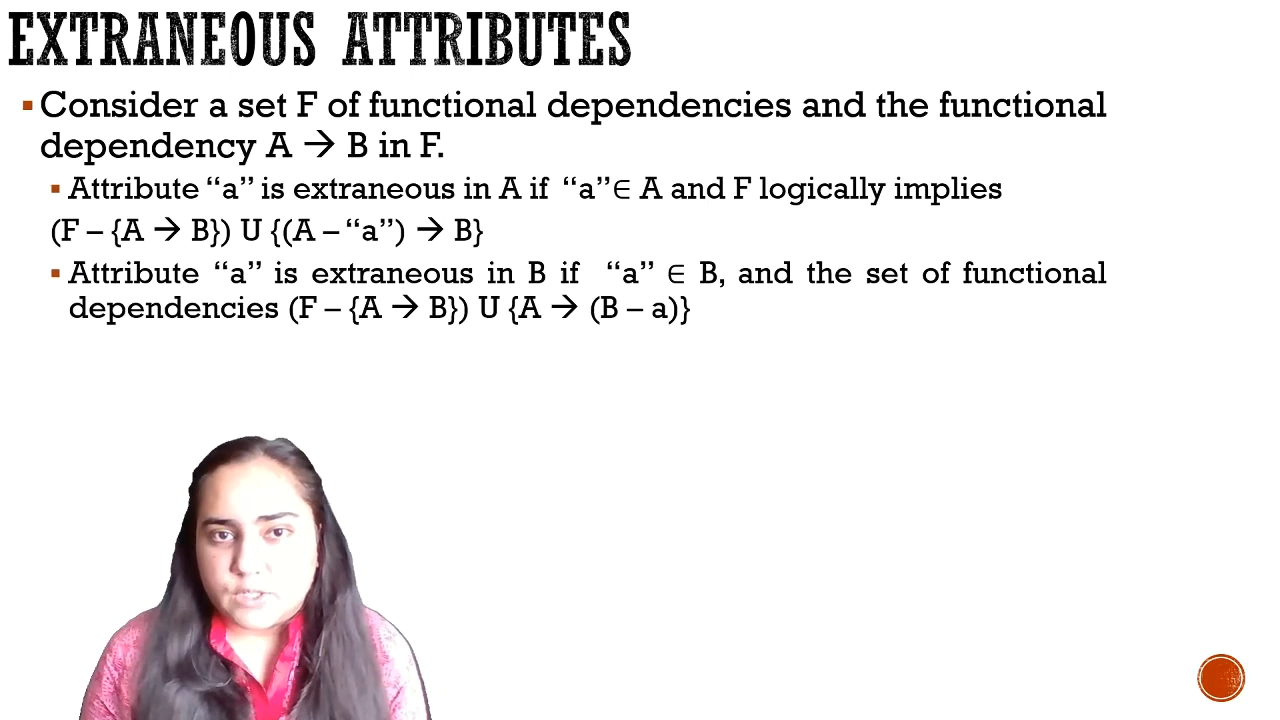 EXTRANEOUS ATTRIBUTES
Consider a set F of functional dependencies and the functional
dependency A → B in F.
Attribute “a” is extraneous in A if “a”∈ A and F logically implies
(F – {A → B}) U {(A – “a”) → B}
Attribute “a” is extraneous in B if “a” ∈ B, and the set of functional
dependencies (F – {A → B}) U {A → (B – a)}